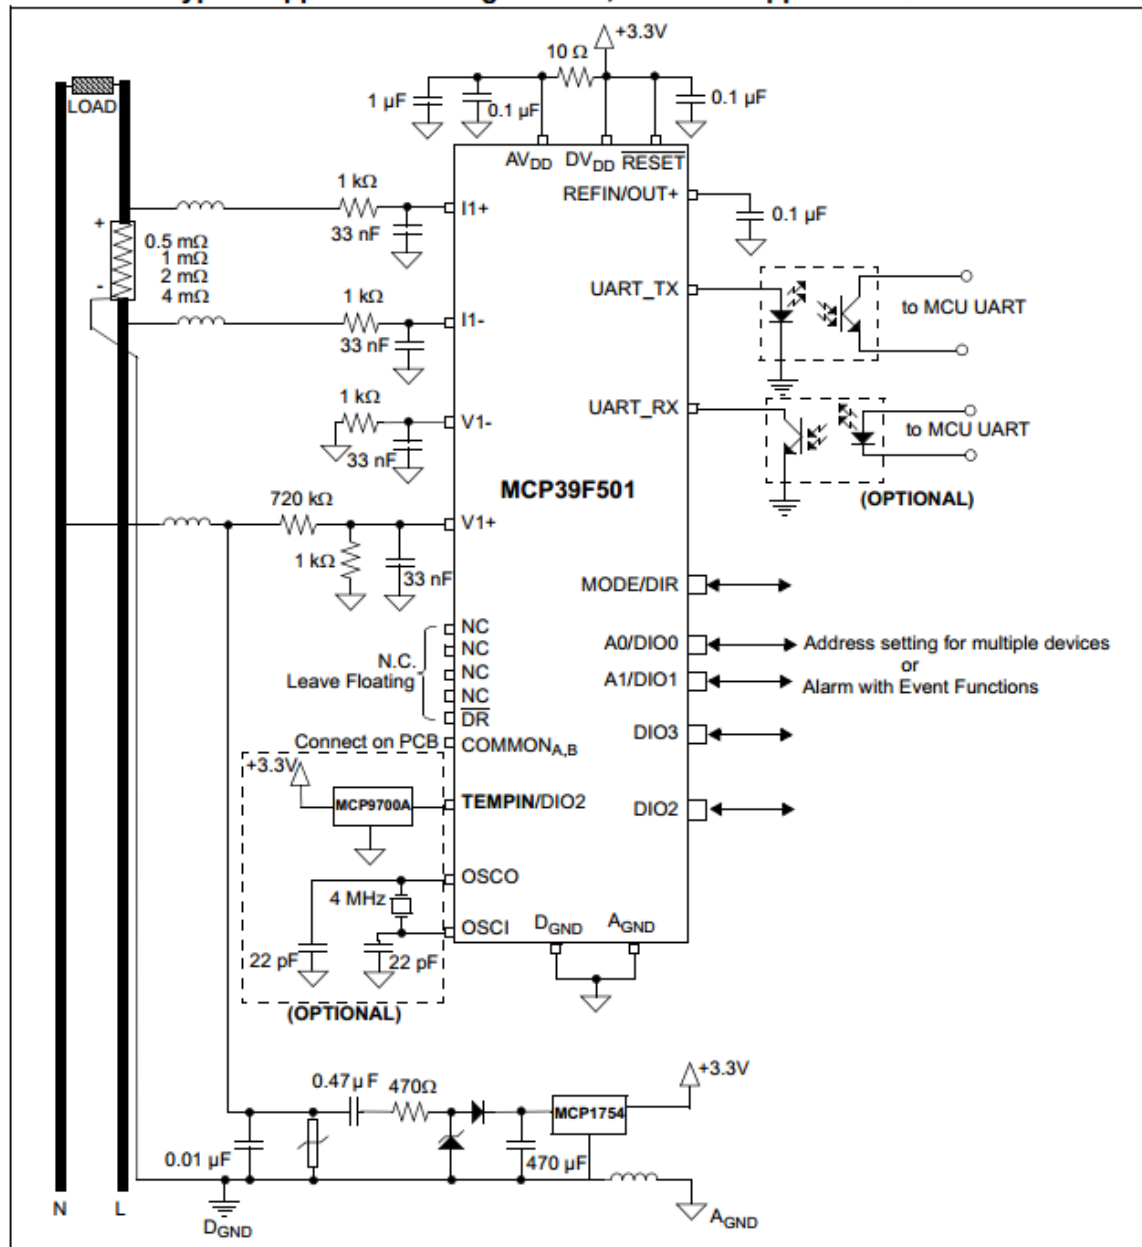 +3.3V
10 Ω
1 µF
0.1 µF
0.1 µF
LOAD
AVDD
DVDD
RESET
REFIN/OUT+
0.1 µF
1 kΩ
I1+
33 nF
+
0.5 mΩ
1 mΩ
2 mΩ
4 mΩ
-
1 kΩ
I1-
33 nF
UART_TX
to MCU UART
1 kΩ
V1-
33 nF
UART_RX
to MCU UART
(OPTIONAL)
MCP39F501
720 kΩ
V1+
1 kΩ
33 nF
MODE/DIR
NC
NC
NC
NC
DR
N.C.
Leave Floating
A0/DIO0
A1/DIO1
Address setting for multiple devices
or
Alarm with Event Functions
DIO3
Connect on PCB
COMMONA,B
+3.3V
MCP9700A
TEMPIN/DIO2
DIO2
OSCO
4 MHz
OSCI
22 pF
22 pF
(OPTIONAL)
DGND
AGND
0.47µ F
470Ω
+3.3V
MCP1754
0.01 µF
470 µF
N
L
DGND
AGND